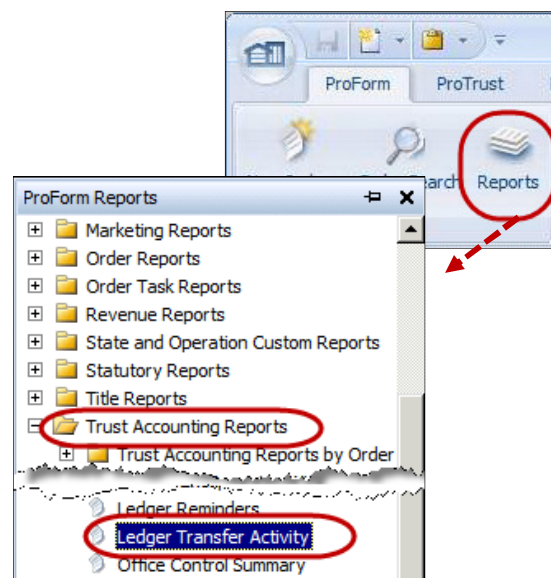 ProForm ProTrust
Search Reports
ProForm Reports
Marketing Reports
Order Reports
Order Task Reports
Revenue Reports
State and Operation Custom Reports
Statutory Reports
Title Reports
Trust Accounting Reports
Trust Accounting Reports by Order
Ledger Reminders
Ledger Transfer Activity
Office Control Summary